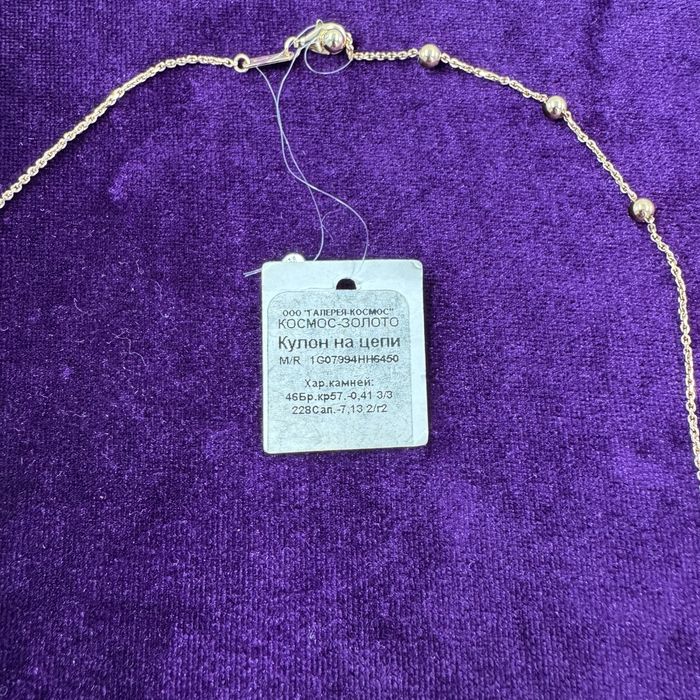 ООО "ГАЛЕРЕЯ-КОСМОС"
КОСМОС-ЗОЛОТО
Кулон на цепи
M/R 1G07994HH6450
Хар.камней:
46Бр.кр57.-0,41 3/3
228Сап.-7,13 2/г2